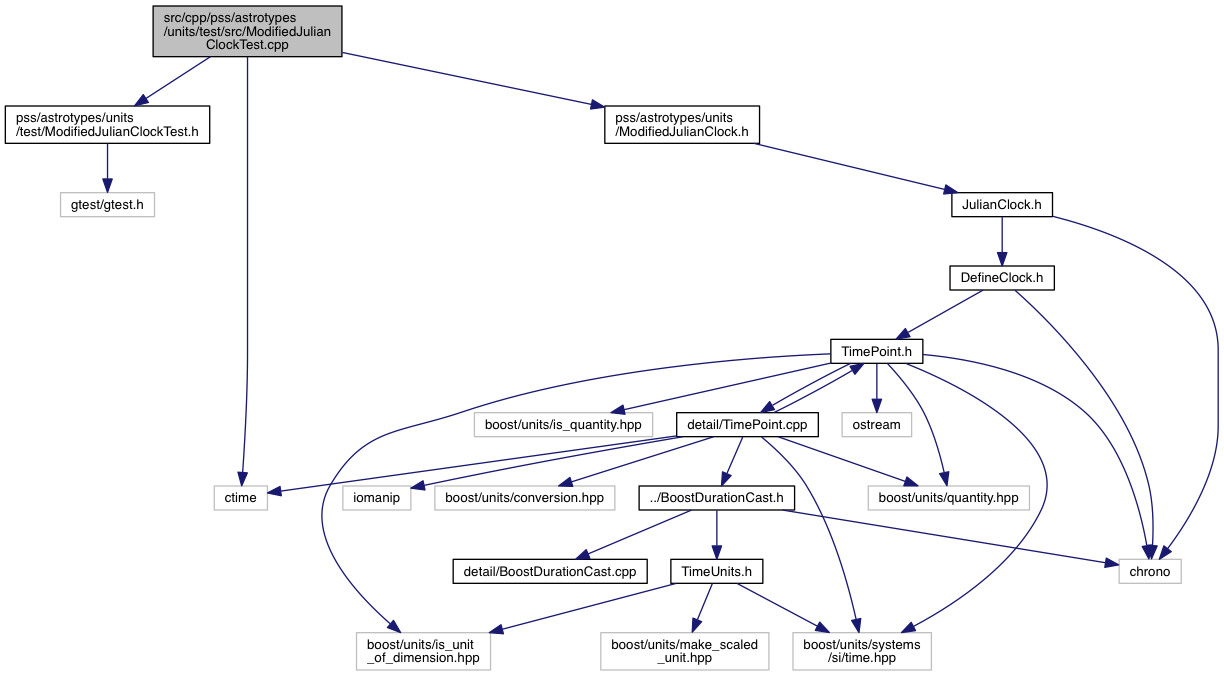 src/cpp/pss/astrotypes
/units/test/src/ModifiedJulian
ClockTest.cpp
pss/astrotypes/units
/test/ModifiedJulianClockTest.h
pss/astrotypes/units
/ModifiedJulianClock.h
gtest/gtest.h
JulianClock.h
DefineClock.h
TimePoint.h
boost/units/is_quantity.hpp
detail/TimePoint.cpp
ostream
ctime
iomanip
boost/units/conversion.hpp
../BoostDurationCast.h
boost/units/quantity.hpp
detail/BoostDurationCast.cpp
TimeUnits.h
chrono
boost/units/is_unit
_of_dimension.hpp
boost/units/make_scaled
_unit.hpp
boost/units/systems
/si/time.hpp